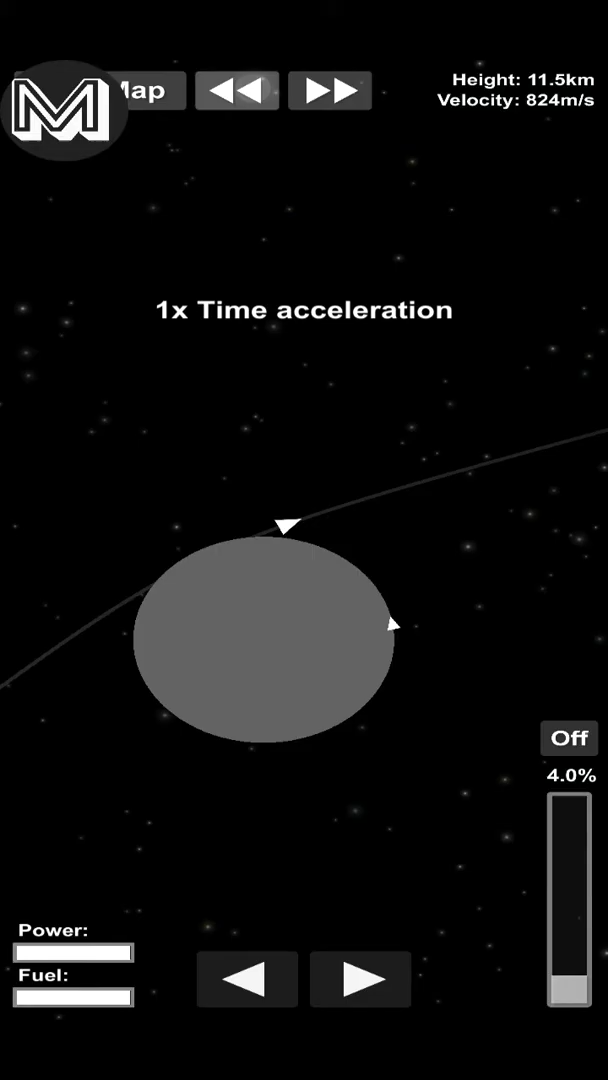 M
Map
Height: 11.5km
Velocity: 824m/s
1x Time acceleration
Off
4.0%
Power:
Fuel: